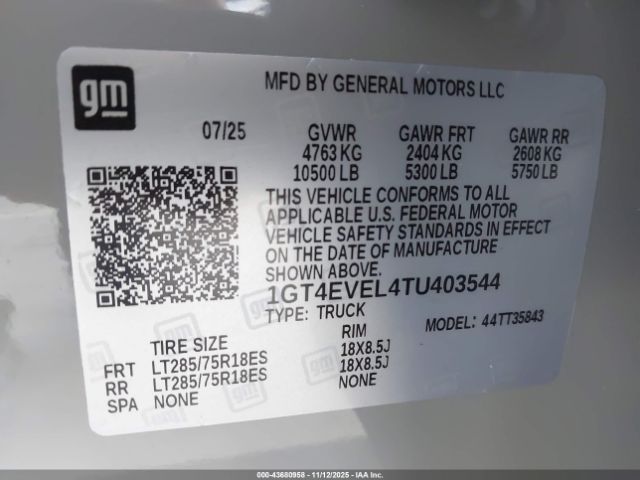 gm
MFD BY GENERAL MOTORS LLC
07/25 GVWR GAWR FRT GAWR RR
4763 KG 2404 KG 2608 KG
10500 LB 5300 LB 5750 LB
THIS VEHICLE CONFORMS TO ALL
APPLICABLE U.S. FEDERAL MOTOR
VEHICLE SAFETY STANDARDS IN EFFECT
ON THE DATE OF MANUFACTURE
SHOWN ABOVE.
1GT4EVEL4TU403544
TYPE: TRUCK MODEL: 44TT35843
TIRE SIZE RIM
FRT LT285/75R18ES 18X8.5J
RR LT285/75R18ES 18X8.5J
SPA NONE NONE
000-43680958 - 11/12/2025 - IAAI Inc.